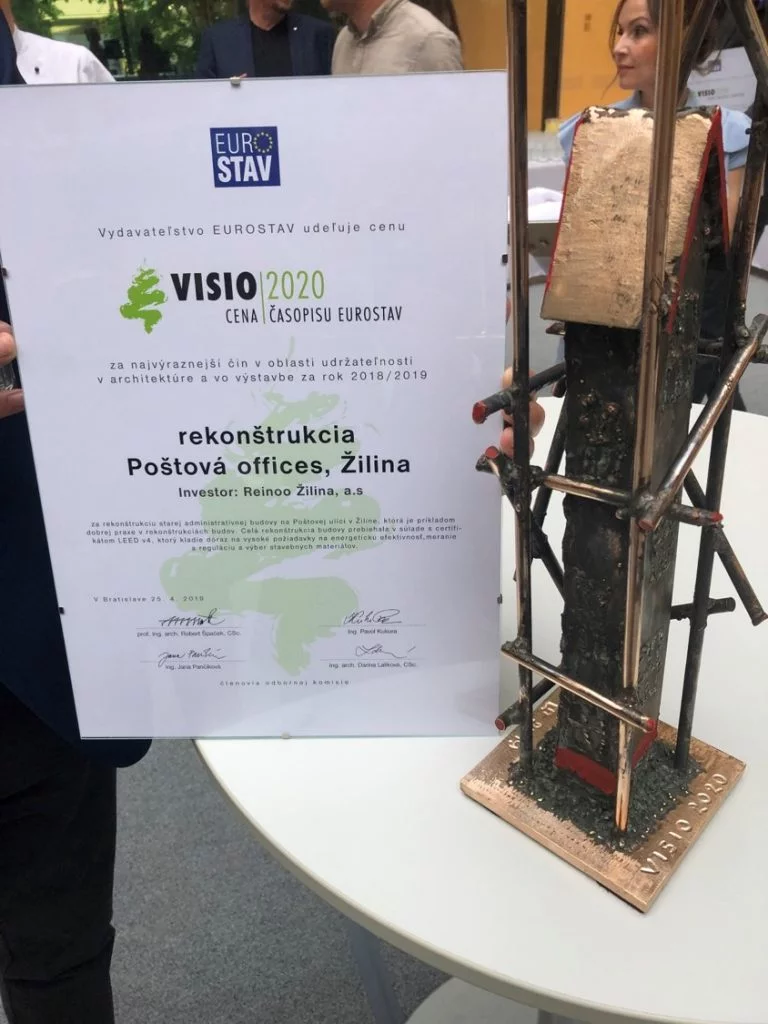 EURO
STAV
Vydavateľstvo EUROSTAV udeľuje cenu
VISIO 2020
CENA ČASOPISU EUROSTAV
za najvýraznejší čin v oblasti udržateľnosti
v architektúre a vo výstavbe za rok 2018/2019
rekonštrukcia
Poštová offices, Žilina
Investor: Reinoo Žilina, a.s
za rekonštrukciu starej administratívnej budovy na Poštovej ulici v Žiline, ktorá je príkladom
dobrej praxe v rekonštrukciách budov. Celá rekonštrukcia budovy prebiehala v súlade s certifi-
kátom LEED v4, ktorý kladie dôraz na vysoké požiadavky na energetickú efektívnosť, meranie
a reguláciu a výber stavebných materiálov.
V Bratislave 25. 4. 2019
prof. Ing. arch. Robert Špaček, CSc.
Ing. Pavol Kukura
Ing. Jana Pančíková
Ing. arch. Darina Lalíková, CSc.
členovia odbornej komisie
VISIO 2020